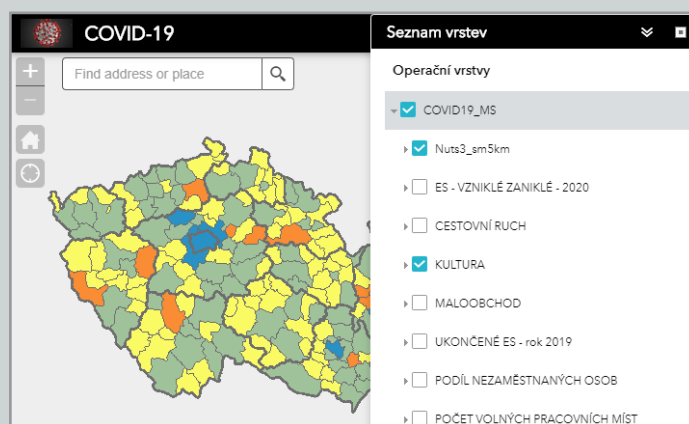 COVID-19
Find address or place
Seznam vrstev
Operační vrstvy
COVID19_MS
Nuts3_sm5km
ES - VZNIKLÉ ZANIKLÉ - 2020
CESTOVNÍ RUCH
KULTURA
MALOOBCHOD
UKONČENÉ ES - rok 2019
PODÍL NEZAMĚSTNANÝCH OSOB
POČET VOLNÝCH PRACOVNÍCH MÍST